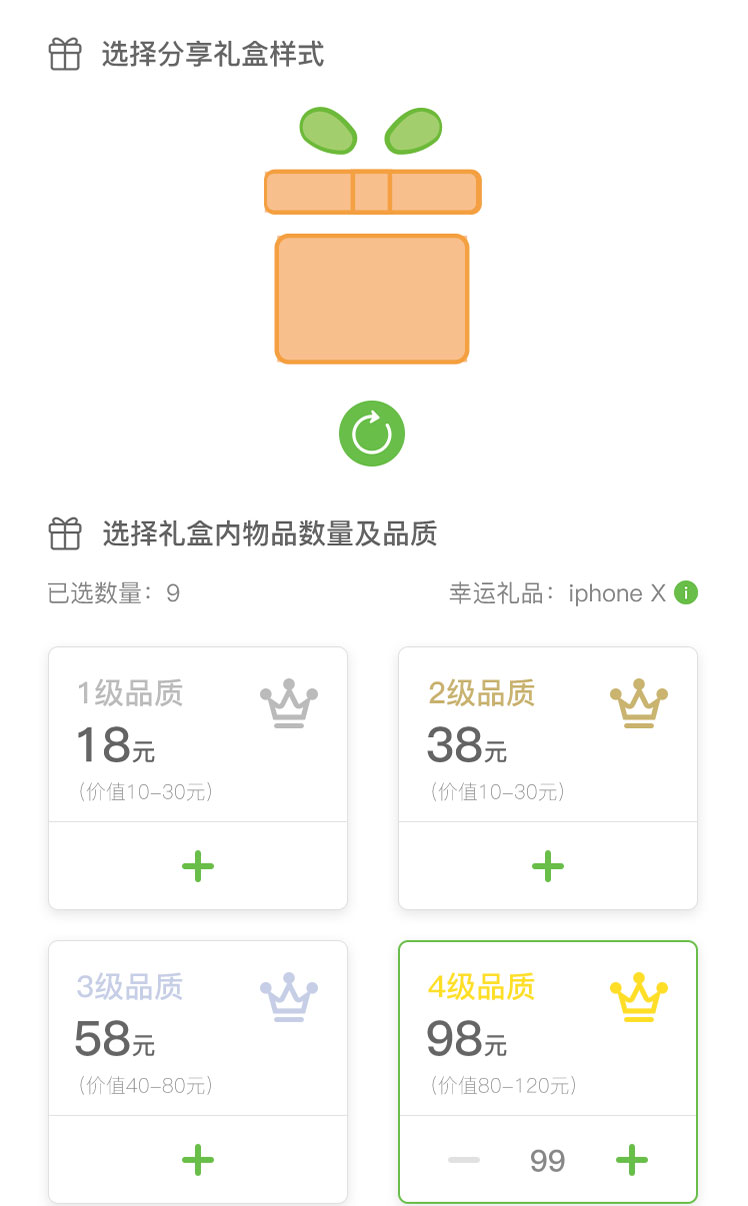 选择分享礼盒样式
选择礼盒内物品数量及品质
已选数量：9
幸运礼品：iphone X
i
1级品质
18元
（价值10-30元）
2级品质
38元
（价值10-30元）
3级品质
58元
（价值40-80元）
4级品质
98元
（价值80-120元）
99